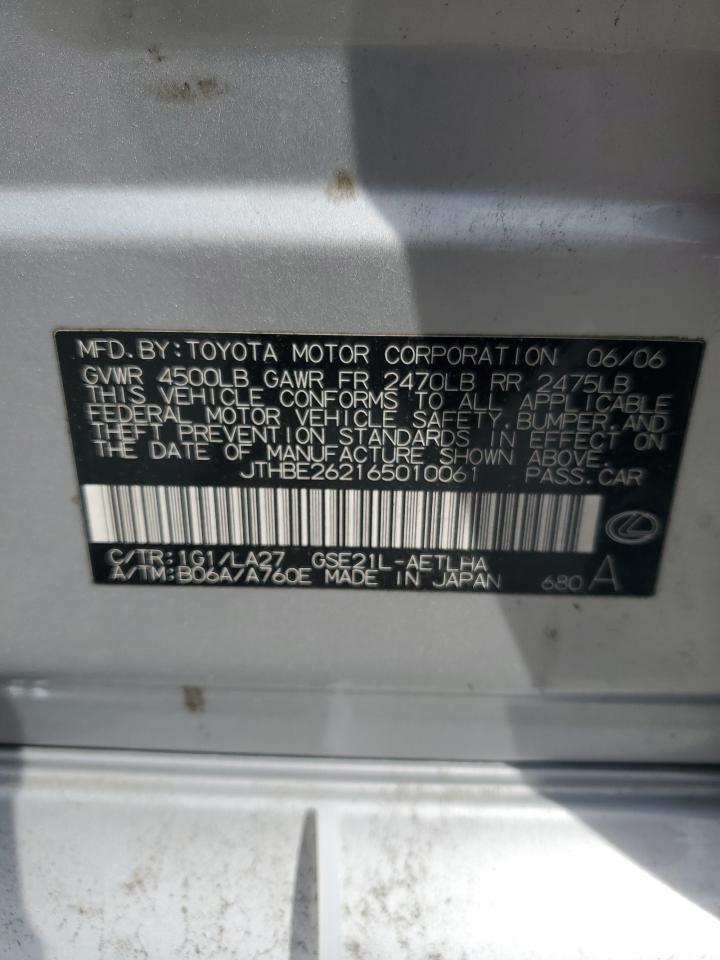 MFD.BY:TOYOTA MOTOR CORPORATION 06/06
GVWR 4500LB GAWR FR 2470LB RR 2475LB
THIS VEHICLE CONFORMS TO ALL APPLICABLE
FEDERAL MOTOR VEHICLE SAFETY,BUMPER,AND
THEFT PREVENTION STANDARDS IN EFFECT ON
THE DATE OF MANUFACTURE SHOWN ABOVE.
JTHBE262165010061 PASS.CAR
C/TR:1G1/LA27 GSE21L-AETLHA
A/TM:B06A/A760E MADE IN JAPAN 680 A